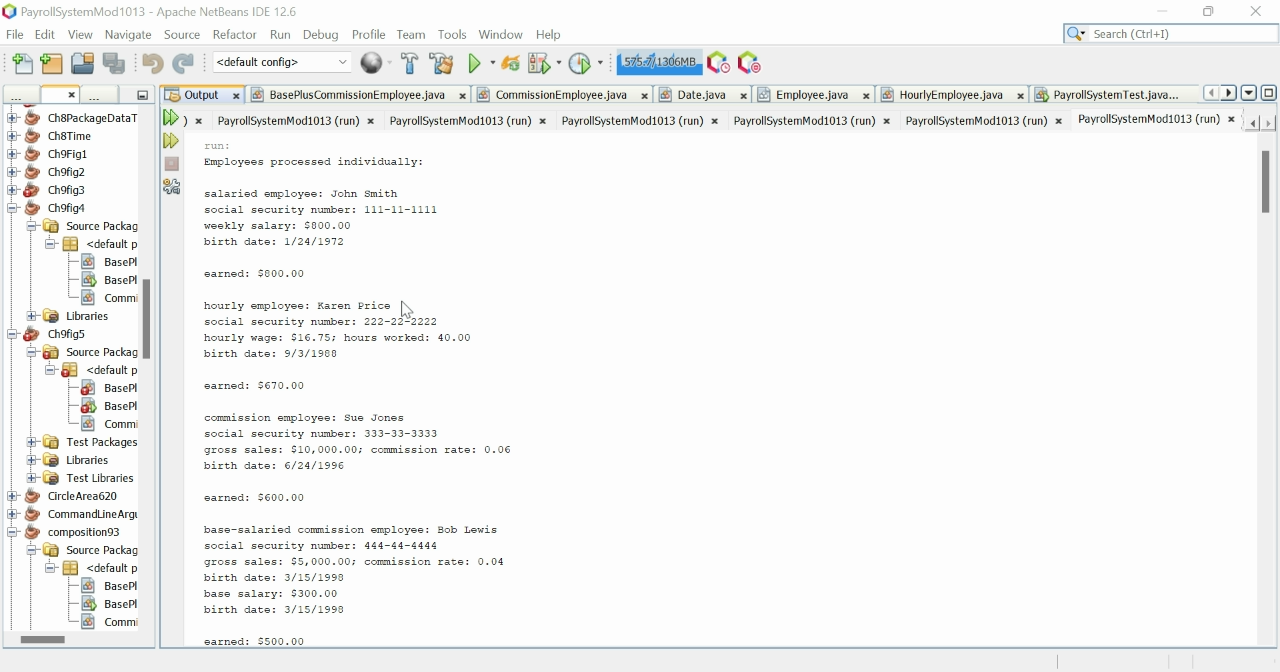 PayrollSystemMod1013 - Apache NetBeans IDE 12.6
File Edit View Navigate Source Refactor Run Debug Profile Team Tools Window Help
Search (Ctrl+I)
<default config>
575.7/1306MB
... ...
Output BasePlusCommissionEmployee.java CommissionEmployee.java Date.java Employee.java HourlyEmployee.java PayrollSystemTest.java...
) PayrollSystemMod1013 (run) PayrollSystemMod1013 (run) PayrollSystemMod1013 (run) PayrollSystemMod1013 (run) PayrollSystemMod1013 (run) PayrollSystemMod1013 (run)
Ch8PackageDataT
Ch8Time
Ch9Fig1
Ch9fig2
Ch9fig3
Ch9fig4
Source Packag
<default p
BasePl
BasePl
Commi
Libraries
Ch9fig5
Source Packag
<default p
BasePl
BasePl
Commi
Test Packages
Libraries
Test Libraries
CircleArea620
CommandLineArgu
composition93
Source Packag
<default p
BasePl
BasePl
Commi
run:
Employees processed individually:
salaried employee: John Smith
social security number: 111-11-1111
weekly salary: $800.00
birth date: 1/24/1972
earned: $800.00
hourly employee: Karen Price
social security number: 222-22-2222
hourly wage: $16.75; hours worked: 40.00
birth date: 9/3/1988
earned: $670.00
commission employee: Sue Jones
social security number: 333-33-3333
gross sales: $10,000.00; commission rate: 0.06
birth date: 6/24/1996
earned: $600.00
base-salaried commission employee: Bob Lewis
social security number: 444-44-4444
gross sales: $5,000.00; commission rate: 0.04
birth date: 3/15/1998
base salary: $300.00
birth date: 3/15/1998
earned: $500.00